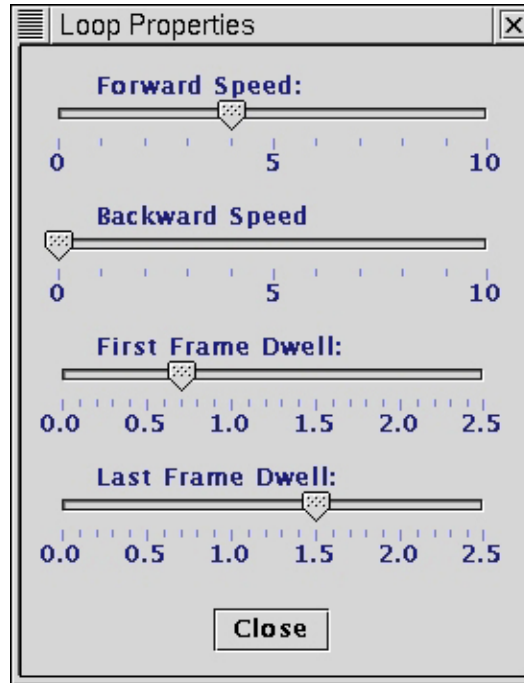 Loop Properties
Forward Speed:
0 5 10
Backward Speed
0 5 10
First Frame Dwell:
0.0 0.5 1.0 1.5 2.0 2.5
Last Frame Dwell:
0.0 0.5 1.0 1.5 2.0 2.5
Close